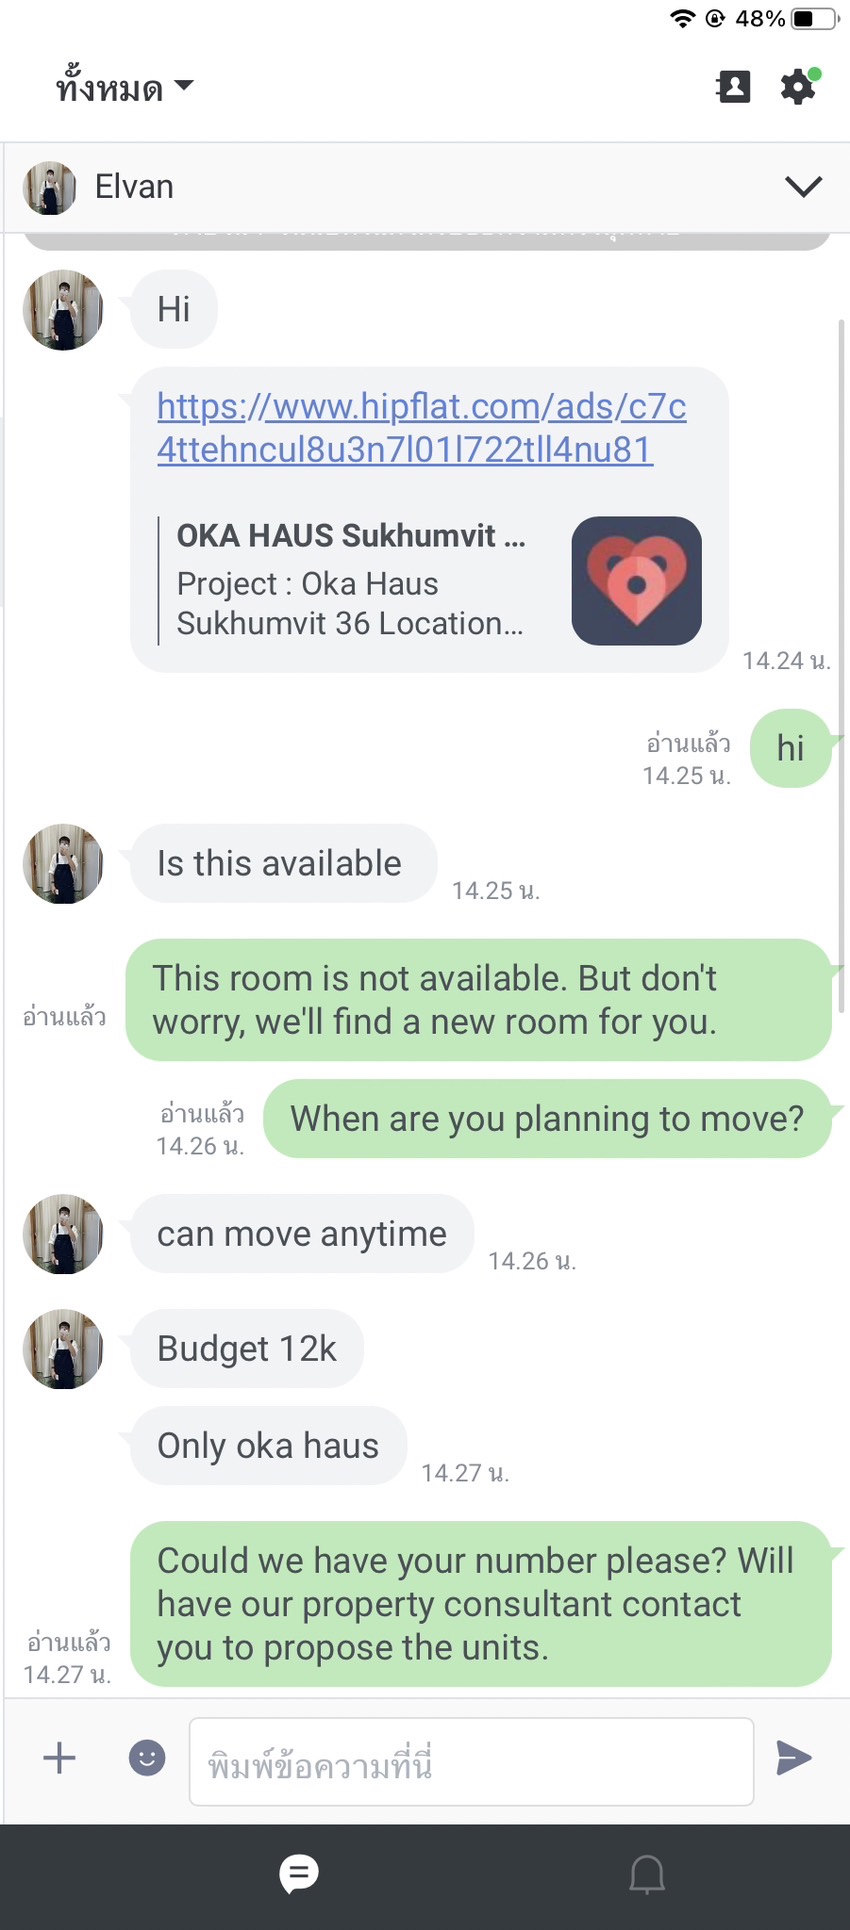 48%
ทั้งหมด
Elvan
Hi
https://www.hipflat.com/ads/c7c
4ttehncul8u3n7l01l722tll4nu81
OKA HAUS Sukhumvit ...
Project : Oka Haus
Sukhumvit 36 Location...
14.24 น.
อ่านแล้ว
14.25 น.
hi
Is this available
14.25 น.
This room is not available. But don't
worry, we'll find a new room for you.
อ่านแล้ว
When are you planning to move?
อ่านแล้ว
14.26 น.
can move anytime
14.26 น.
Budget 12k
Only oka haus
14.27 น.
Could we have your number please? Will
have our property consultant contact
you to propose the units.
อ่านแล้ว
14.27 น.
พิมพ์ข้อความที่นี่